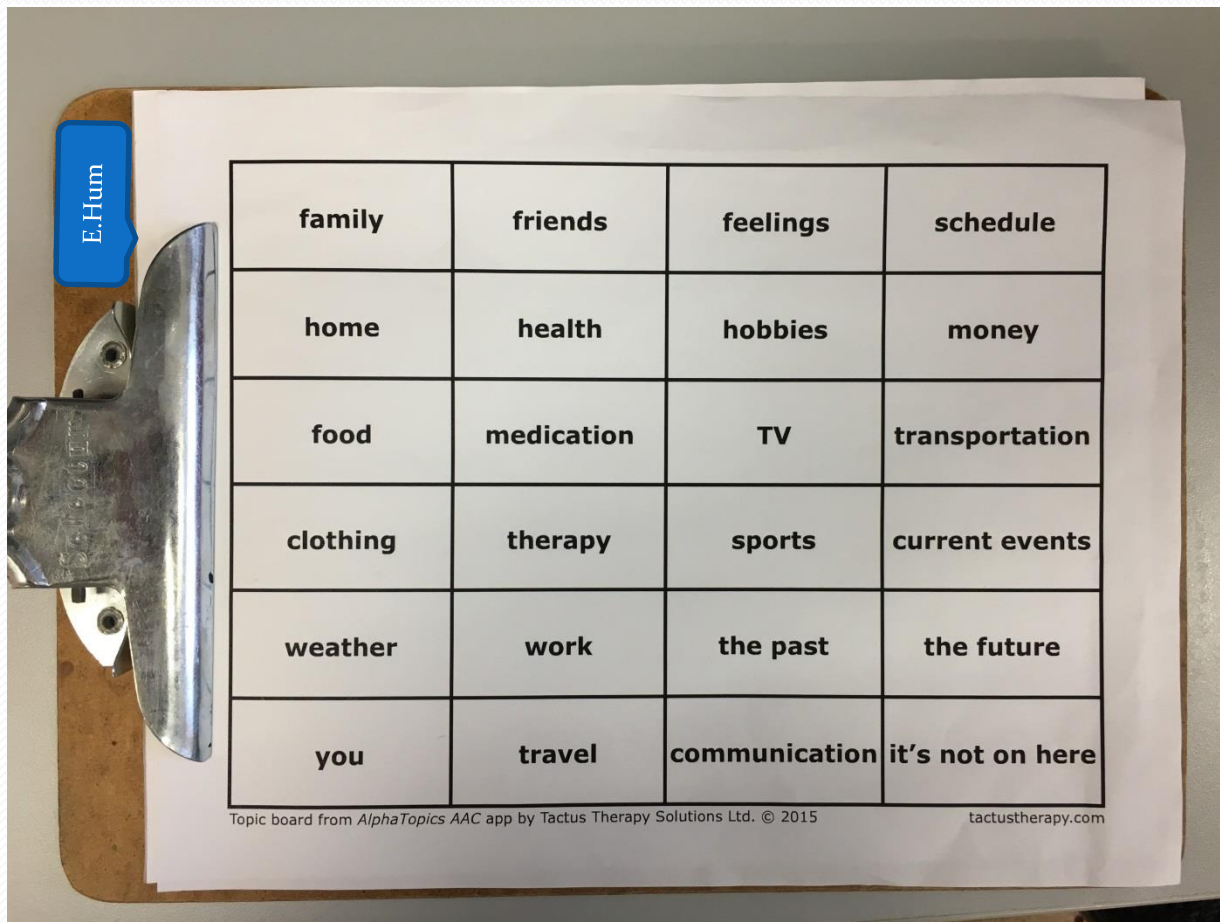 E.Hum
family friends feelings schedule
home health hobbies money
food medication TV transportation
clothing therapy sports current events
weather work the past the future
you travel communication it's not on here
Topic board from AlphaTopics AAC app by Tactus Therapy Solutions Ltd. © 2015 tactustherapy.com